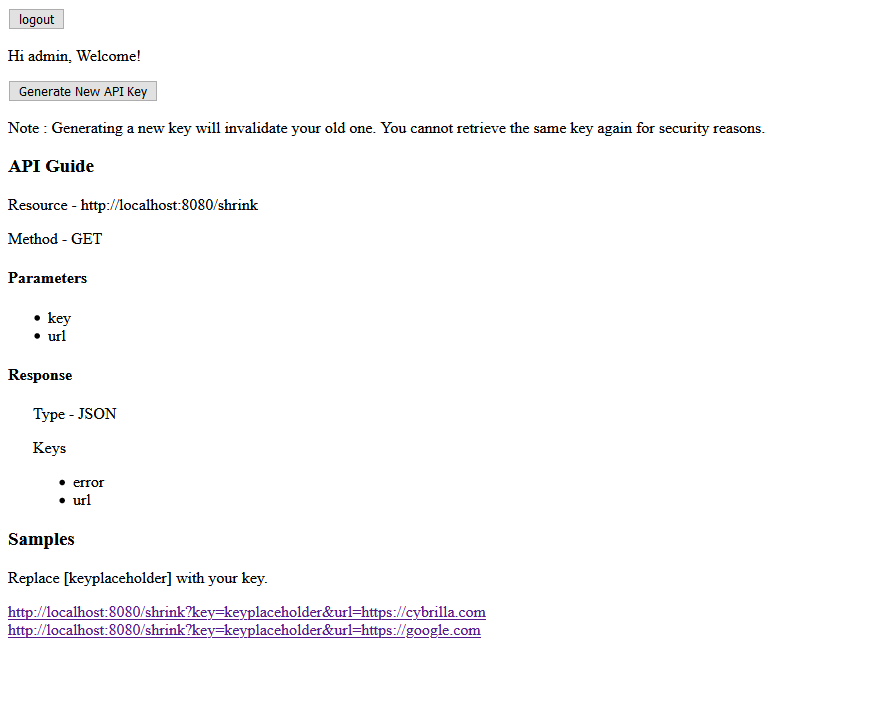 logout
Hi admin, Welcome!
Generate New API Key
Note : Generating a new key will invalidate your old one. You cannot retrieve the same key again for security reasons.
API Guide
Resource - http://localhost:8080/shrink
Method - GET
Parameters
• key
• url
Response
Type - JSON
Keys
• error
• url
Samples
Replace [keyplaceholder] with your key.
http://localhost:8080/shrink?key=keyplaceholder&url=https://cybrilla.com
http://localhost:8080/shrink?key=keyplaceholder&url=https://google.com